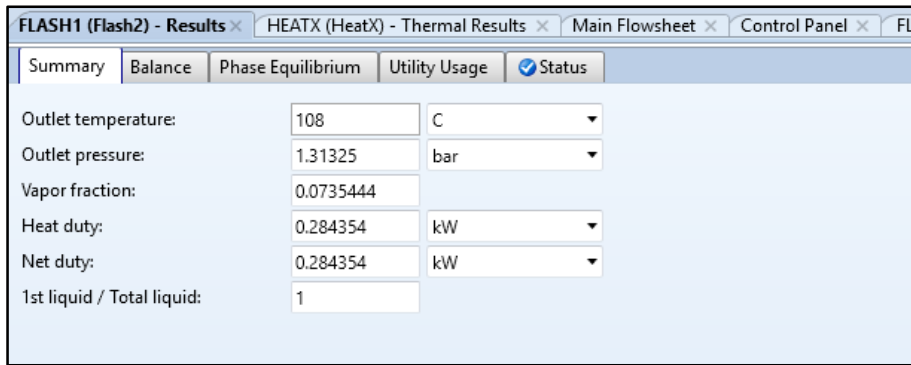 FLASH1 (Flash2) - Results × HEATX (HeatX) - Thermal Results × Main Flowsheet × Control Panel ×
Summary Balance Phase Equilibrium Utility Usage Status
Outlet temperature: 108 C
Outlet pressure: 1.31325 bar
Vapor fraction: 0.0735444
Heat duty: 0.284354 kW
Net duty: 0.284354 kW
1st liquid / Total liquid: 1